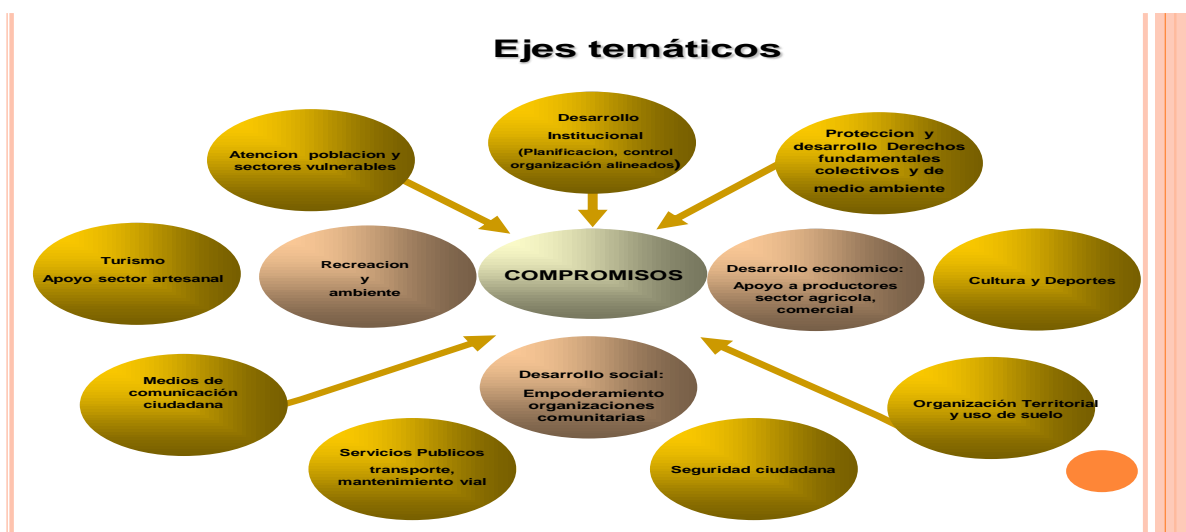 Ejes temáticos
Desarrollo
Institucional
(Planificacion, control
organización alineados)
Atencion poblacion y
sectores vulnerables
Proteccion y
desarrollo Derechos
fundamentales
colectivos y de
medio ambiente
Turismo
Apoyo sector artesanal
Recreacion
y
ambiente
COMPROMISOS
Desarrollo economico:
Apoyo a productores
sector agricola,
comercial
Cultura y Deportes
Medios de
comunicación
ciudadana
Desarrollo social:
Empoderamiento
organizaciones
comunitarias
Organización Territorial
y uso de suelo
Servicios Publicos
transporte,
mantenimiento vial
Seguridad ciudadana